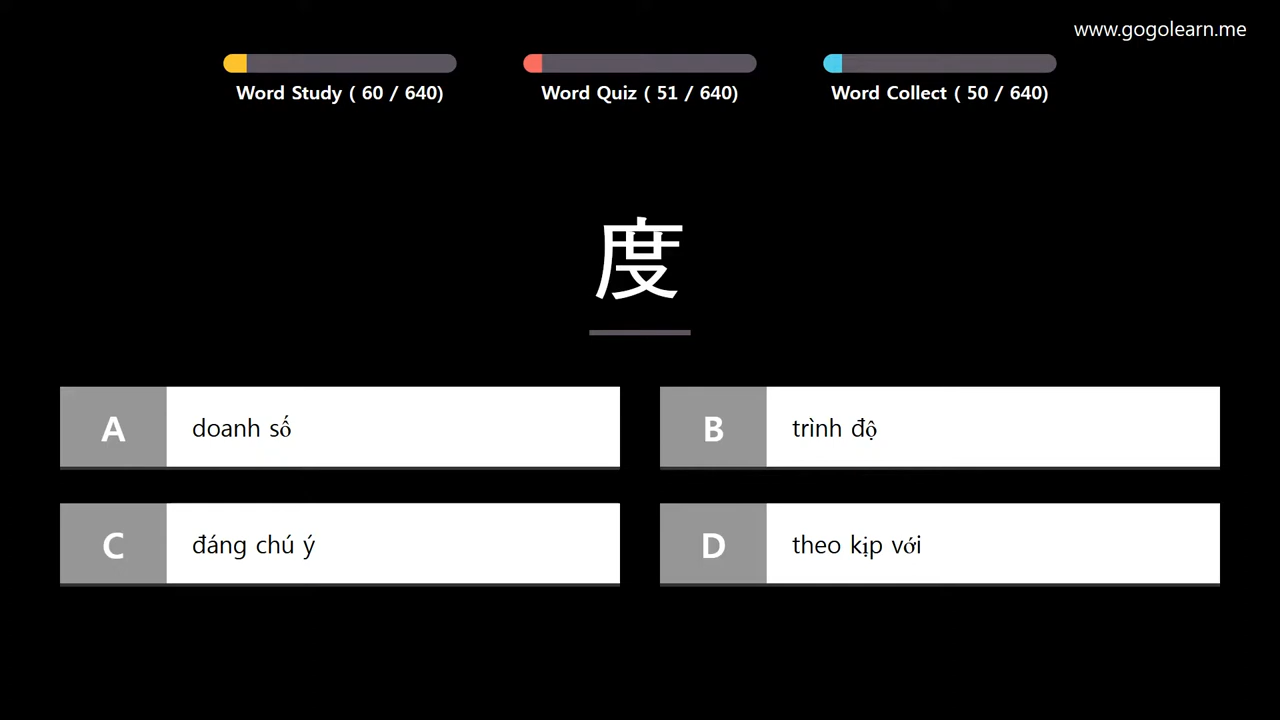 www.gogolearn.me
Word Study ( 60 / 640)
Word Quiz ( 51 / 640)
Word Collect ( 50 / 640)
度
A doanh số
B trình độ
C đáng chú ý
D theo kịp với